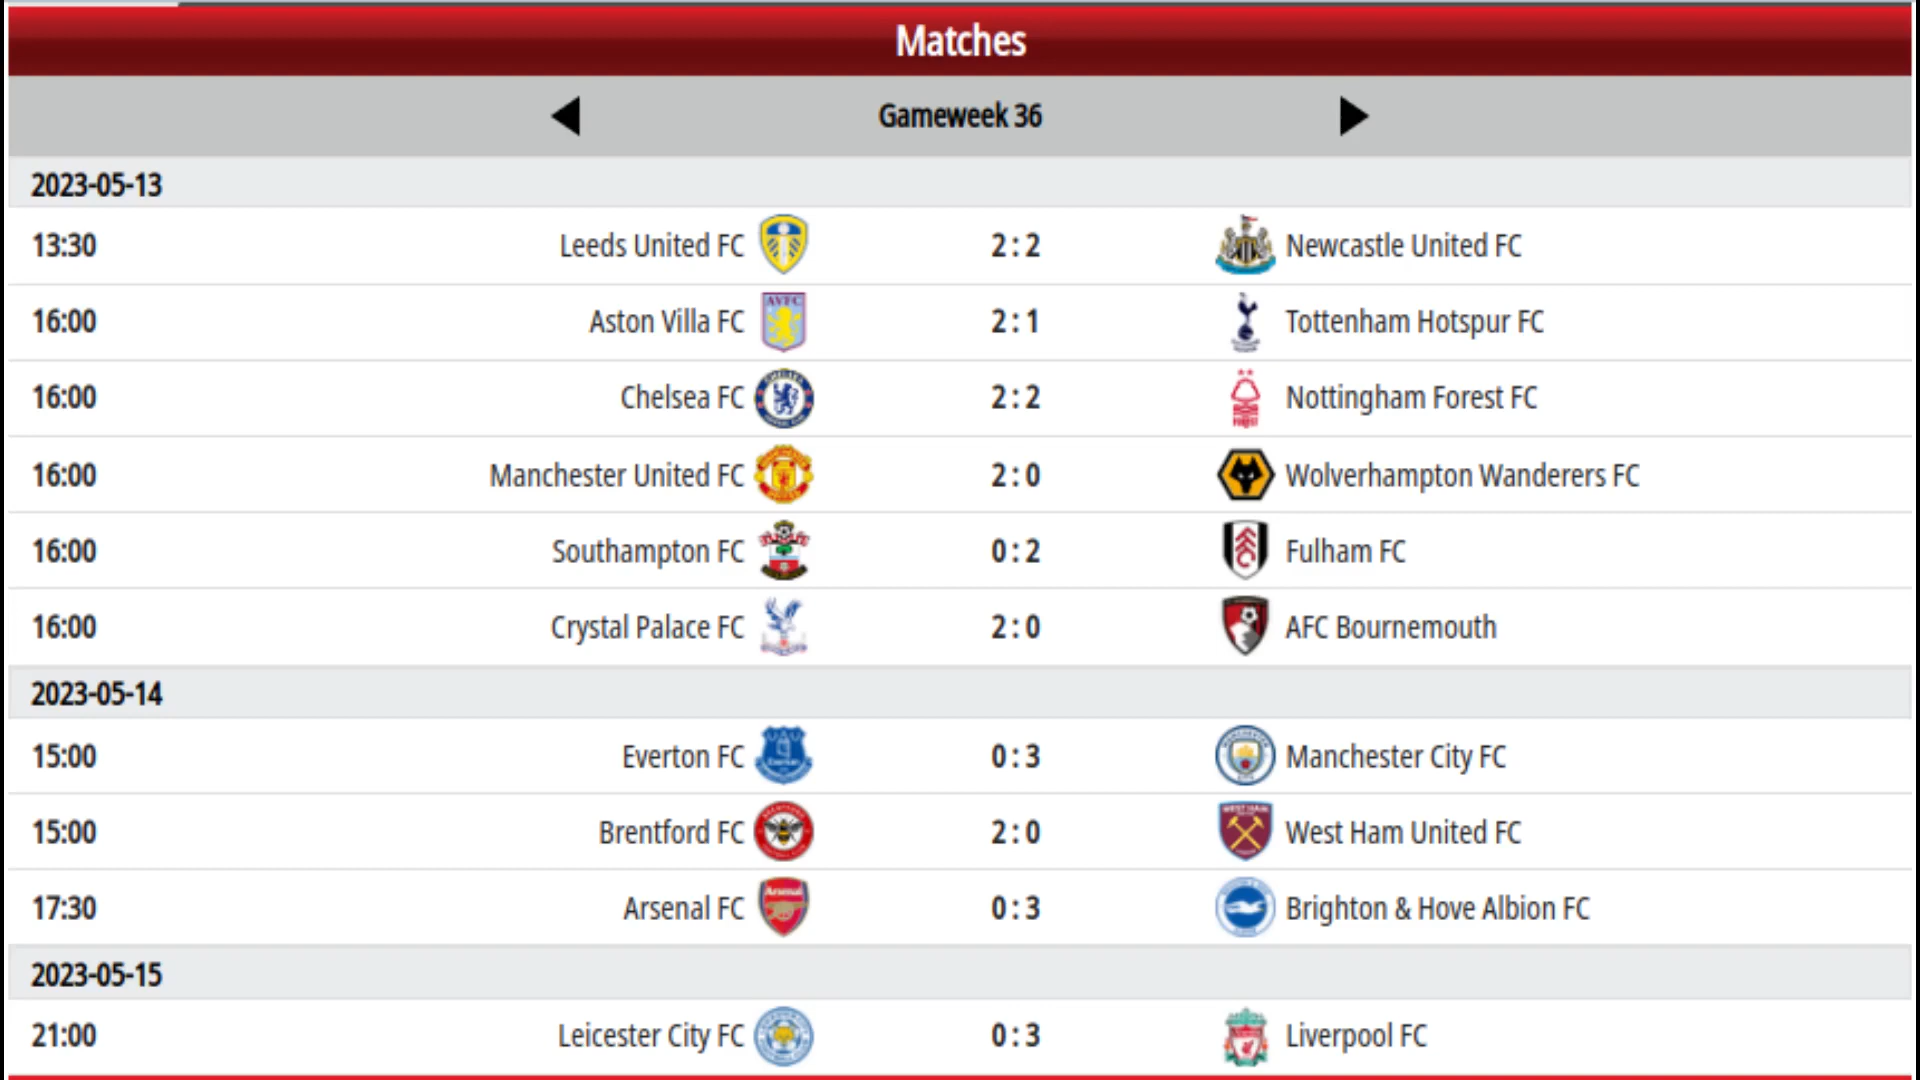 Matches
Gameweek 36
2023-05-13
13:30 Leeds United FC 2 : 2 Newcastle United FC
16:00 Aston Villa FC AVFC 2 : 1 Tottenham Hotspur FC
16:00 Chelsea FC 2 : 2 Nottingham Forest FC
16:00 Manchester United FC 2 : 0 Wolverhampton Wanderers FC
16:00 Southampton FC 0 : 2 Fulham FC
16:00 Crystal Palace FC 2 : 0 AFC Bournemouth
2023-05-14
15:00 Everton FC 0 : 3 Manchester City FC
15:00 Brentford FC 2 : 0 West Ham United FC
17:30 Arsenal FC Arsenal 0 : 3 Brighton & Hove Albion FC
2023-05-15
21:00 Leicester City FC 0 : 3 Liverpool FC